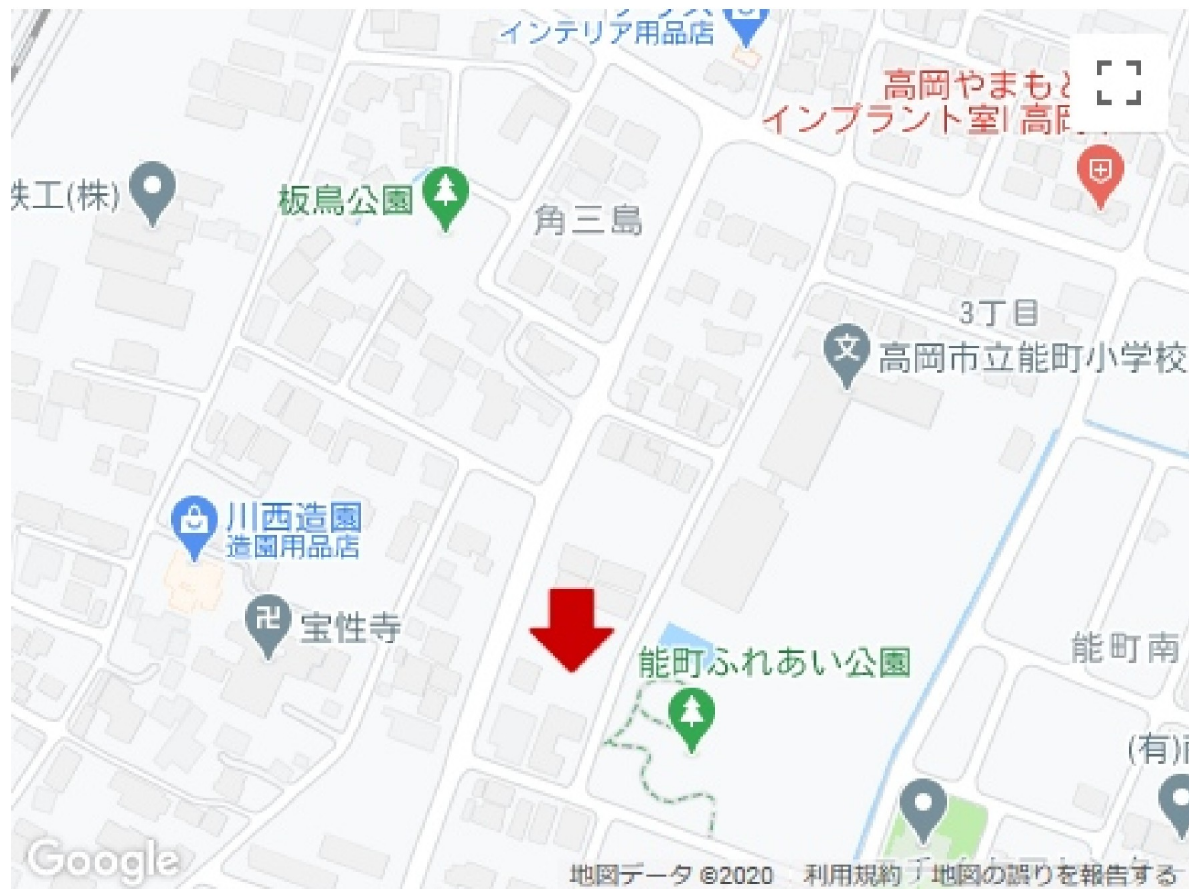 インテリア用品店
高岡やまもと
インプラント室| 高岡
鉄工(株)
板鳥公園
角三島
3丁目
高岡市立能町小学校
川西造園
造園用品店
宝性寺
能町ふれあい公園
能町南
(有)
Google
地図データ ©2020
利用規約
地図の誤りを報告する